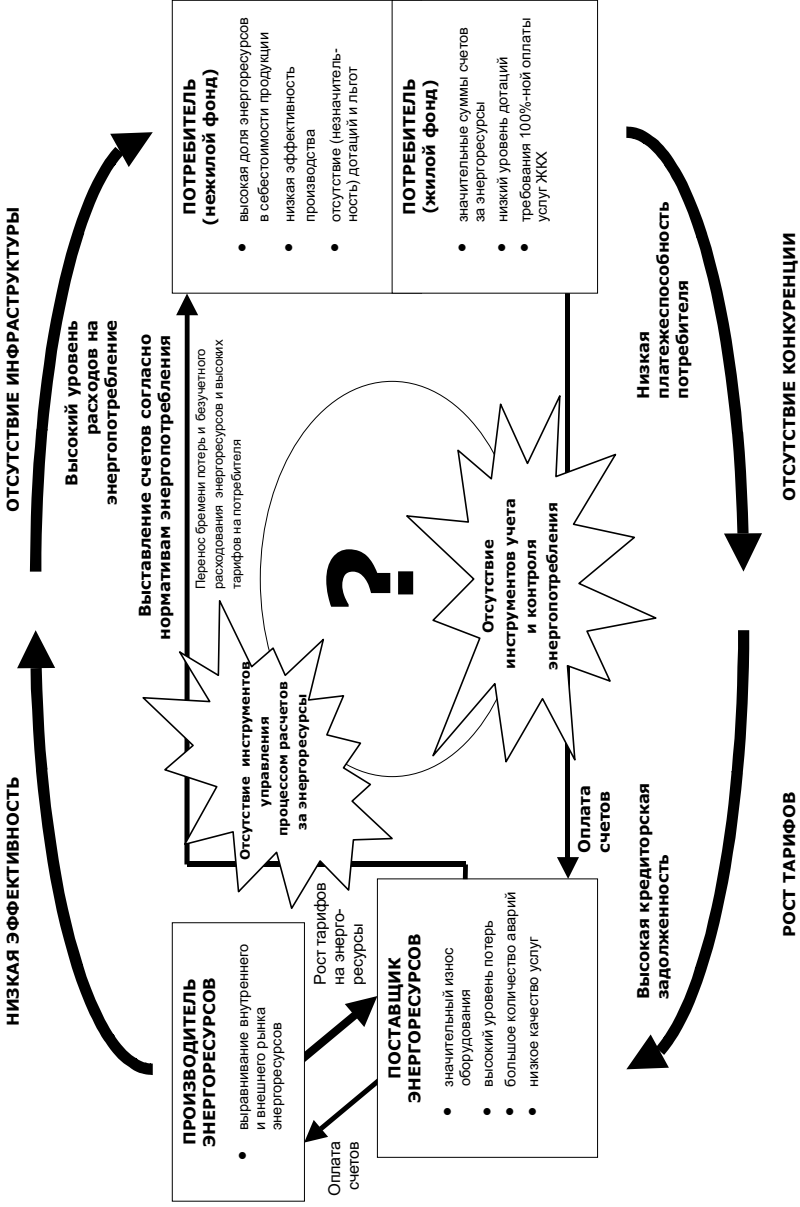 НИЗКАЯ ЭФФЕКТИВНОСТЬ
ОТСУТСТВИЕ ИНФРАСТРУКТУРЫ
Высокий уровень
расходов на
энергопотребление
ПРОИЗВОДИТЕЛЬ
ЭНЕРГОРЕСУРСОВ
• выравнивание внутреннего
и внешнего рынка
энергоресурсов
Выставление счетов согласно
нормативам энергопотребления
Перенос бремени потерь и безучетного
расходования энергоресурсов и высоких
тарифов на потребителя
Отсутствие инструментов
управления
процессом расчетов
за энергоресурсы
ПОТРЕБИТЕЛЬ
(нежилой фонд)
• высокая доля энергоресурсов
в себестоимости продукции
• низкая эффективность
производства
• отсутствие (незначитель-
ность) дотаций и льгот
Оплата
счетов
Рост тарифов
на энерго-
ресурсы
?
ПОСТАВЩИК
ЭНЕРГОРЕСУРСОВ
• значительный износ
оборудования
• высокий уровень потерь
• большое количество аварий
• низкое качество услуг
Отсутствие
инструментов учета
и контроля
энергопотребления
ПОТРЕБИТЕЛЬ
(жилой фонд)
• значительные суммы счетов
за энергоресурсы
• низкий уровень дотаций
• требования 100%-ной оплаты
услуг ЖКХ
Оплата
счетов
Высокая кредиторская
задолженность
Низкая
платежеспособность
потребителя
РОСТ ТАРИФОВ
ОТСУТСТВИЕ КОНКУРЕНЦИИ